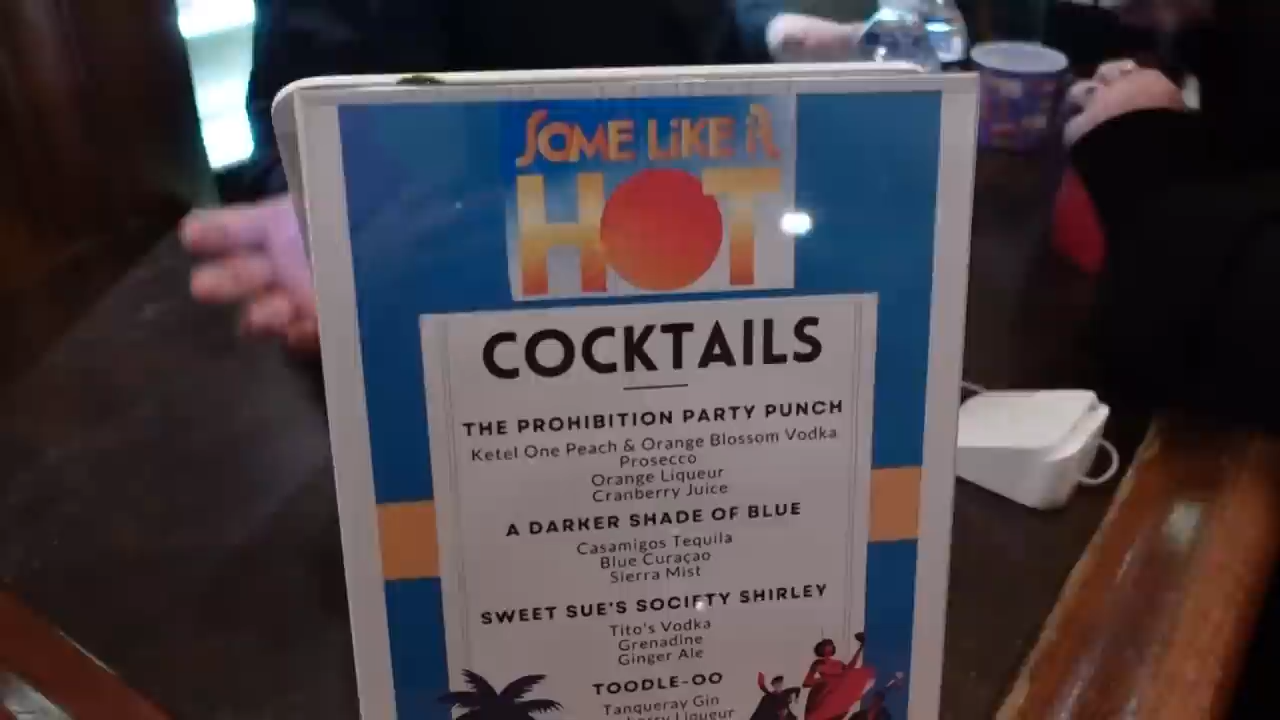 SOME LiKE iT
HOT
COCKTAILS
THE PROHIBITION PARTY PUNCH
Ketel One Peach & Orange Blossom Vodka
Prosecco
Orange Liqueur
Cranberry Juice
A DARKER SHADE OF BLUE
Casamigos Tequila
Blue Curaçao
Sierra Mist
SWEET SUE'S SOCIETY SHIRLEY
Tito's Vodka
Grenadine
Ginger Ale
TOODLE-OO
Tanqueray Gin
Liqueur